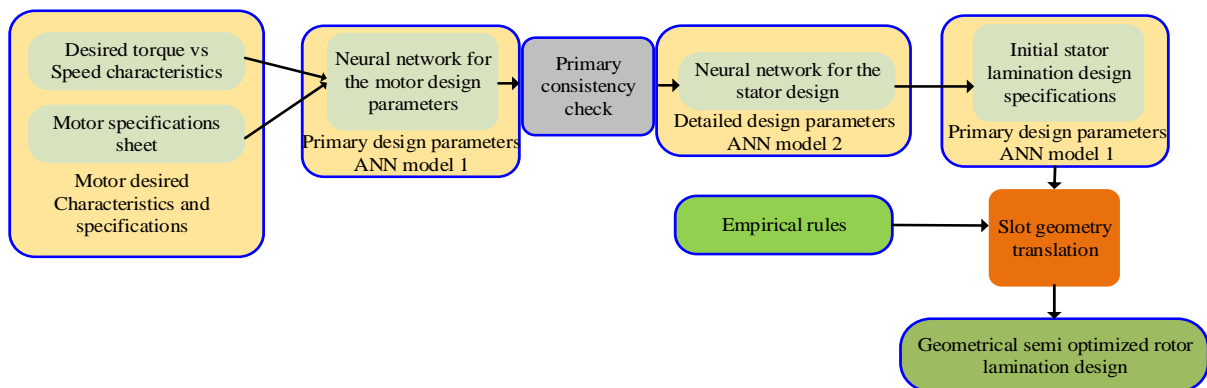 Desired torque vs
Speed characteristics
Motor specifications
sheet
Motor desired
Characteristics and
specifications
Neural network for
the motor design
parameters
Primary design parameters
ANN model 1
Primary
consistency
check
Neural network for the
stator design
Detailed design parameters
ANN model 2
Initial stator
lamination design
specifications
Primary design parameters
ANN model 1
Empirical rules
Slot geometry
translation
Geometrical semi optimized rotor
lamination design